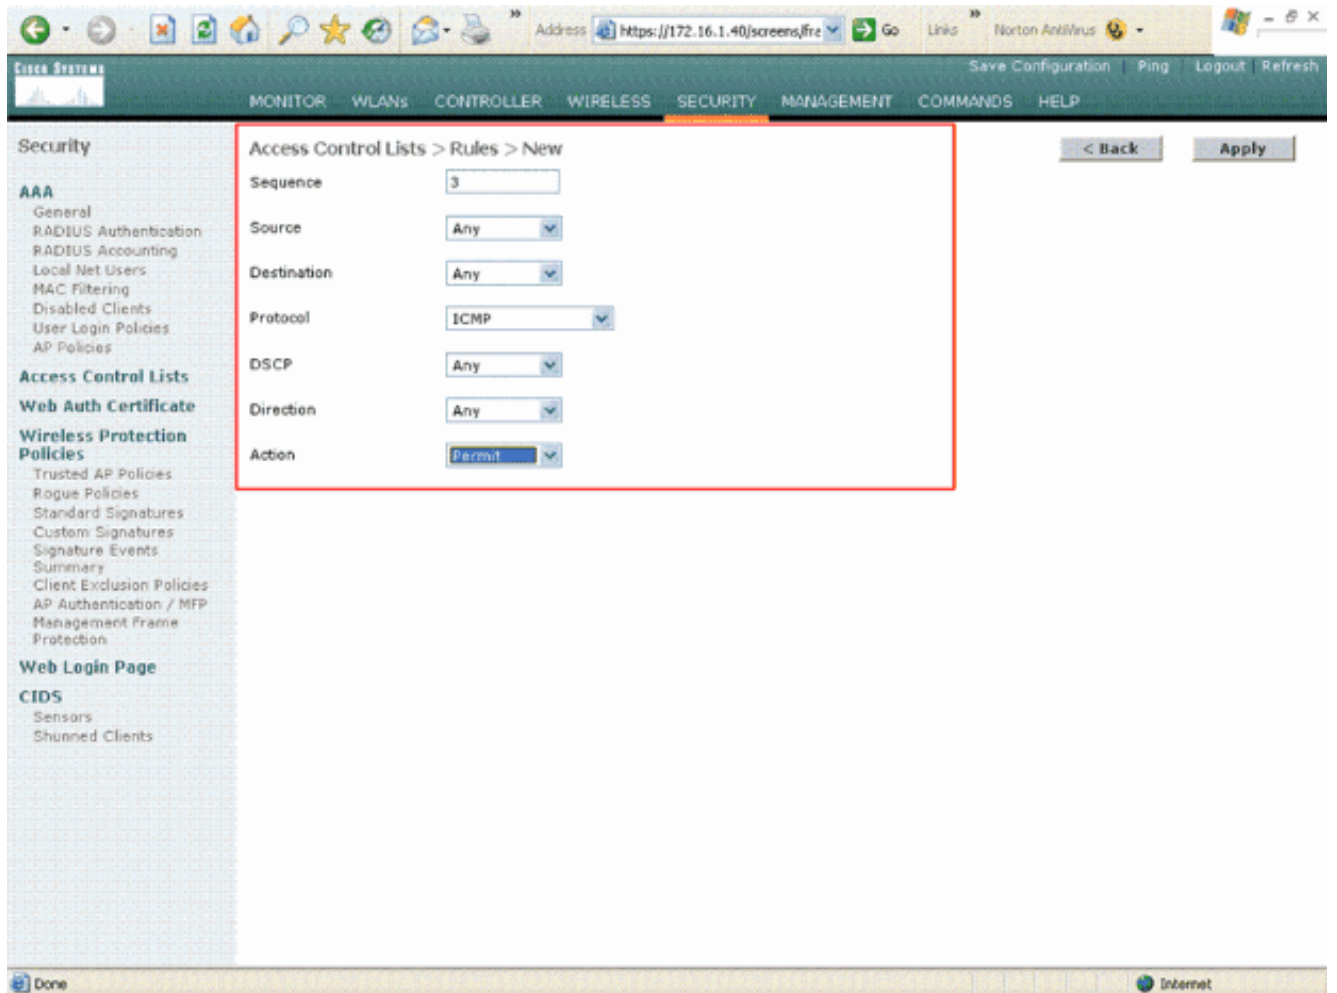 Address https://172.16.1.40/screens/fra Go Links Norton AntiVirus
CISCO SYSTEMS
Save Configuration Ping Logout Refresh
MONITOR WLANs CONTROLLER WIRELESS SECURITY MANAGEMENT COMMANDS HELP
Security
AAA
General
RADIUS Authentication
RADIUS Accounting
Local Net Users
MAC Filtering
Disabled Clients
User Login Policies
AP Policies
Access Control Lists
Web Auth Certificate
Wireless Protection
Policies
Trusted AP Policies
Rogue Policies
Standard Signatures
Custom Signatures
Signature Events
Summary
Client Exclusion Policies
AP Authentication / MFP
Management Frame
Protection
Web Login Page
CIDS
Sensors
Shunned Clients
Access Control Lists > Rules > New
< Back Apply
Sequence 3
Source Any
Destination Any
Protocol ICMP
DSCP Any
Direction Any
Action Permit
Done Internet